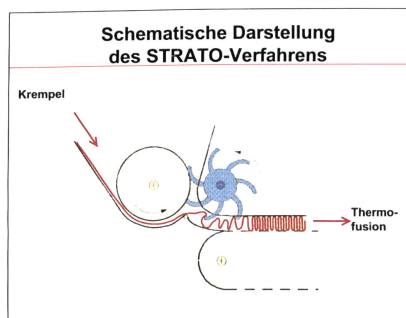 Schematische Darstellung
des STRATO-Verfahrens
Krempel
Thermo-
fusion